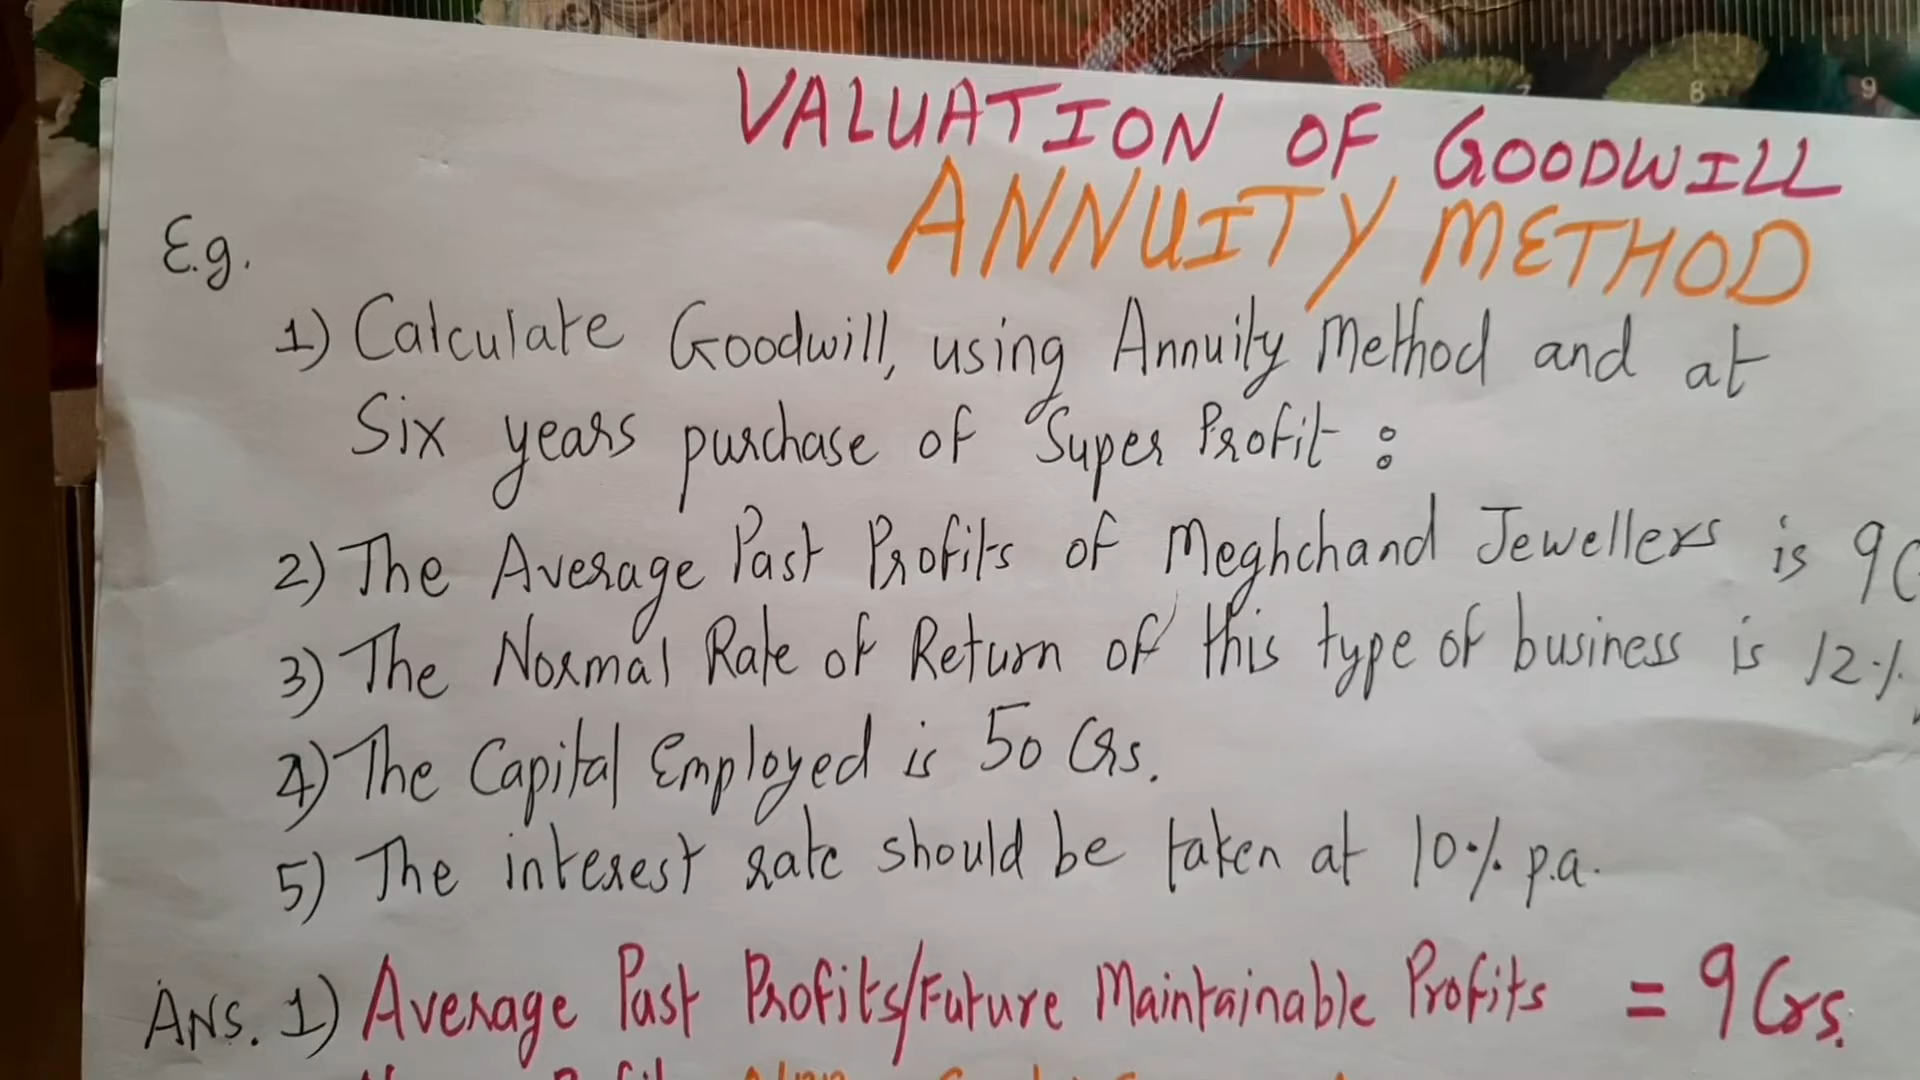 VALUATION OF GOODWILL
ANNUITY METHOD
E.g.
1) Calculate Goodwill, using Annuity Method and at
Six years purchase of Super Profit :
2) The Average Past Profits of Meghchand Jewellers is 9 C
3) The Normal Rate of Return of this type of business is 12%
4) The Capital Employed is 50 Crs.
5) The interest rate should be taken at 10% p.a.
ANS. 1) Average Past Profits/Future Maintainable Profits = 9 Crs.